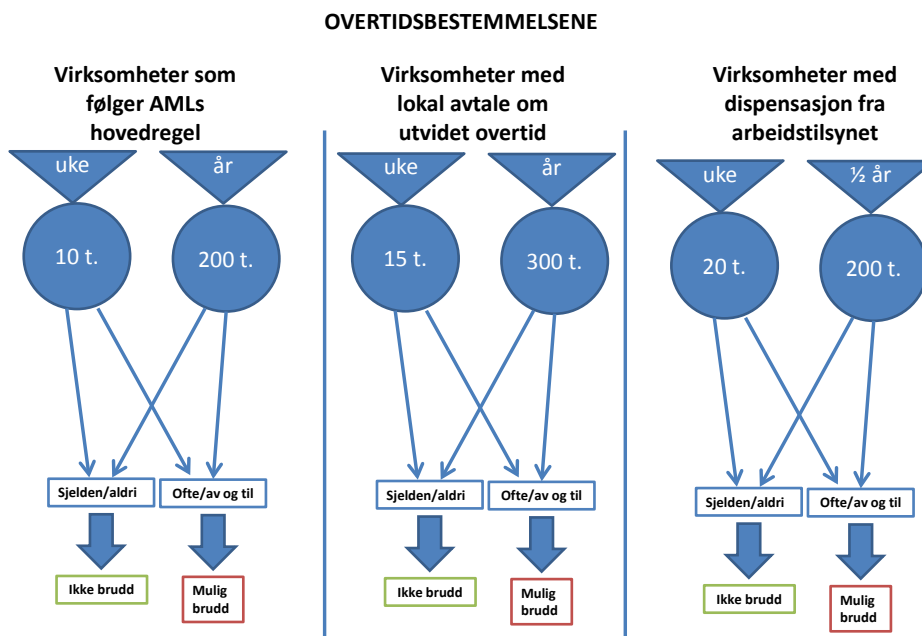 OVERTIDSBESTEMMELSENE
Virksomheter som
følger AMLs
hovedregel
uke
år
10 t.
200 t.
Sjelden/aldri
Ofte/av og til
Ikke brudd
Mulig
brudd
Virksomheter med
lokal avtale om
utvidet overtid
uke
år
15 t.
300 t.
Sjelden/aldri
Ofte/av og til
Ikke brudd
Mulig
brudd
Virksomheter med
dispensasjon fra
arbeidstilsynet
uke
½ år
20 t.
200 t.
Sjelden/aldri
Ofte/av og til
Ikke brudd
Mulig
brudd